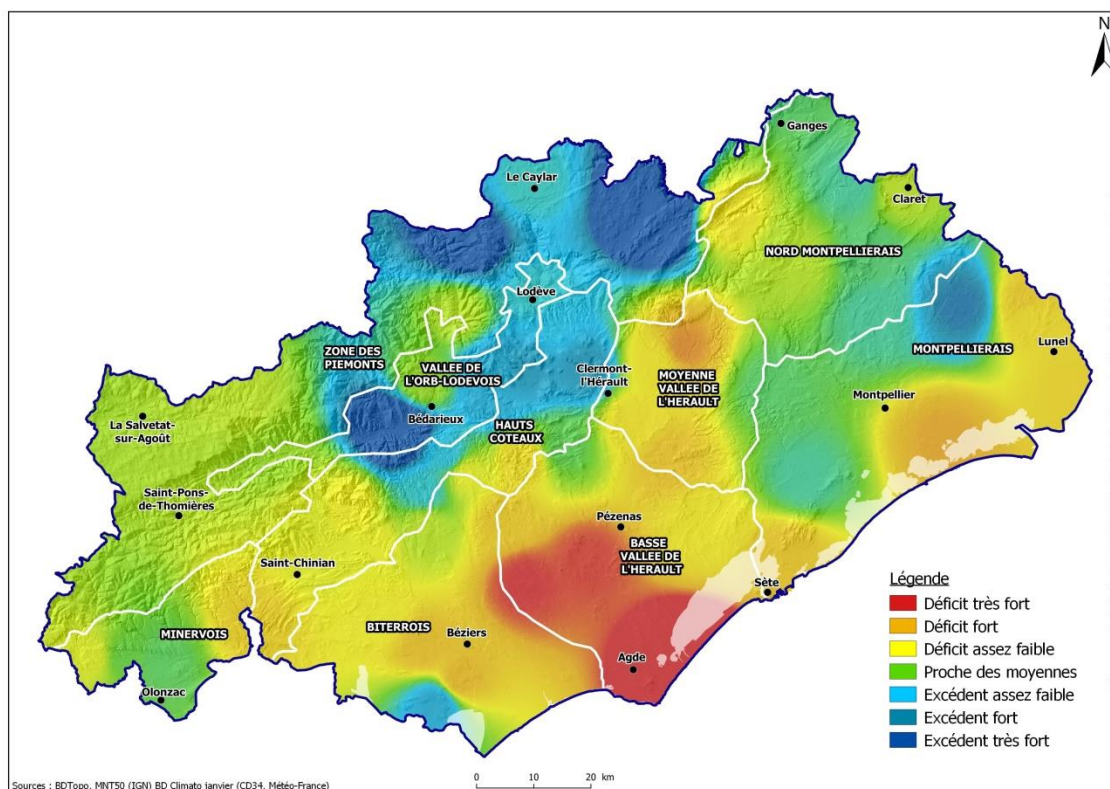 N
Ganges
Le Caylar
Claret
NORD MONTPELLIERAIS
Lodève
ZONE DES
PIEMONTS
VALLEE DE
L'ORB-LODEVOIS
Clermont-
l'Hérault
MOYENNE
VALLEE DE
L'HERAULT
MONTPELLIERAIS
Lunel
Montpellier
La Salvetat-
sur-Agoût
Bédarieux
HAUTS
COTEAUX
Saint-Pons-
de-Thomières
Pézenas
BASSE
VALLEE DE
L'HERAULT
Saint-Chinian
Sète
MINERVOIS
BITERROIS
Béziers
Agde
Olonzac
Légende
Déficit très fort
Déficit fort
Déficit assez faible
Proche des moyennes
Excédent assez faible
Excédent fort
Excédent très fort
0 10 20 km
Sources : BDTopo, MNT50 (IGN) BD Climato janvier (CD34, Météo-France)